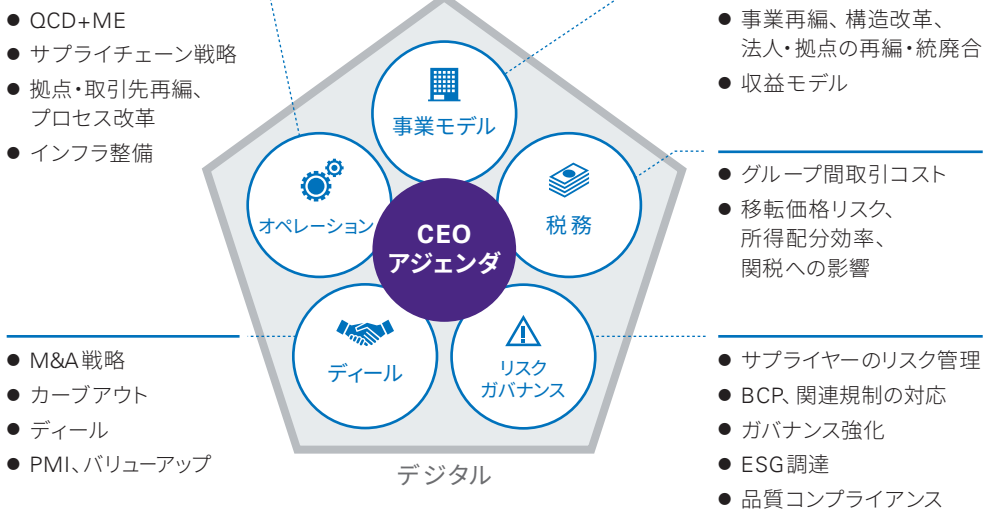 ● QCD+ME
● サプライチェーン戦略
● 拠点・取引先再編、
プロセス改革
● インフラ整備
● 事業再編、構造改革、
法人・拠点の再編・統廃合
● 収益モデル
事業モデル
オペレーション
CEO
アジェンダ
税務
● グループ間取引コスト
● 移転価格リスク、
所得配分効率、
関税への影響
● M&A戦略
● カーブアウト
● ディール
● PMI、バリューアップ
ディール
リスク
ガバナンス
● サプライヤーのリスク管理
● BCP、関連規制の対応
● ガバナンス強化
● ESG調達
● 品質コンプライアンス
デジタル